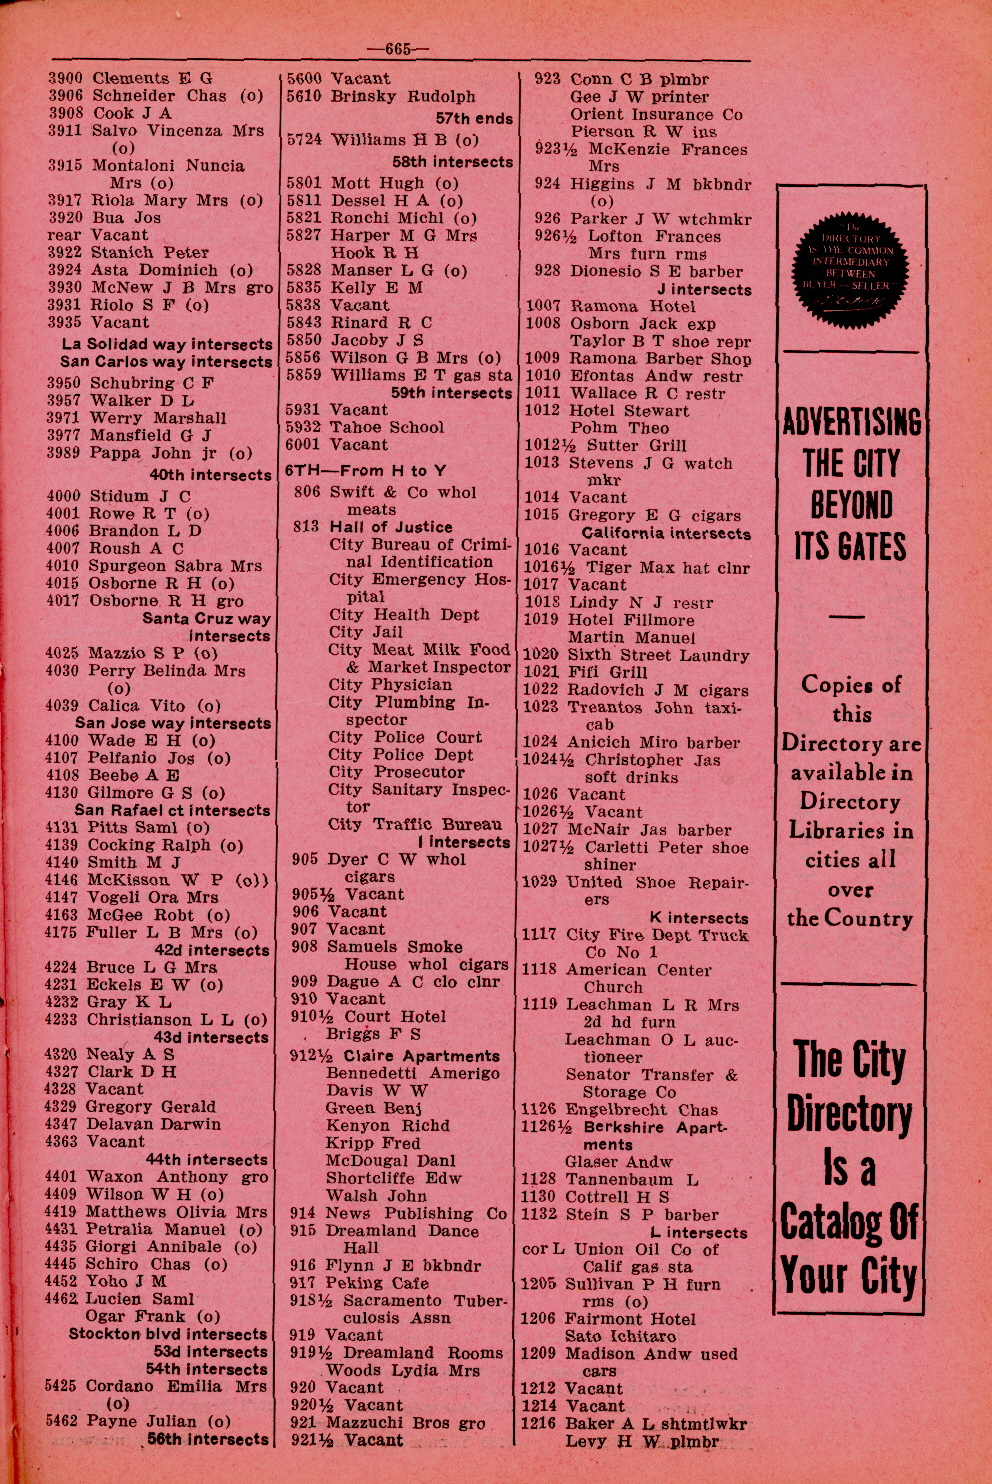 —665—
3900 Clements E G
3906 Schneider Chas (o)
3908 Cook J A
3911 Salvo Vincenza Mrs
(o)
3915 Montaloni Nuncia
Mrs (o)
3917 Riola Mary Mrs (o)
3920 Bua Jos
rear Vacant
3922 Stanich Peter
3924 Asta Dominich (o)
3930 McNew J B Mrs gro
3931 Riolo S F (o)
3935 Vacant
La Solidad way intersects
San Carlos way intersects
3950 Schubring C F
3957 Walker D L
3971 Werry Marshall
3977 Mansfield G J
3989 Pappa John jr (o)
40th intersects
4000 Stidum J C
4001 Rowe R T (o)
4006 Brandon L D
4007 Roush A C
4010 Spurgeon Sabra Mrs
4015 Osborne R H (o)
4017 Osborne R H gro
Santa Cruz way
intersects
4025 Mazzio S P (o)
4030 Perry Belinda Mrs
(o)
4039 Calica Vito (o)
San Jose way intersects
4100 Wade E H (o)
4107 Pelfanio Jos (o)
4108 Beebe A E
4130 Gilmore G S (o)
San Rafael ct intersects
4131 Pitts Saml (o)
4139 Cocking Ralph (o)
4140 Smith M J
4146 McKisson W P (o))
4147 Vogeli Ora Mrs
4163 McGee Robt (o)
4175 Fuller L B Mrs (o)
42d intersects
4224 Bruce L G Mrs
4231 Eckels E W (o)
4232 Gray K L
4233 Christianson L L (o)
43d intersects
4320 Nealy A S
4327 Clark D H
4328 Vacant
4329 Gregory Gerald
4347 Delavan Darwin
4363 Vacant
44th intersects
4401 Waxon Anthony gro
4409 Wilson W H (o)
4419 Matthews Olivia Mrs
4431 Petralia Manuel (o)
4435 Giorgi Annibale (o)
4445 Schiro Chas (o)
4452 Yoho J M
4462 Lucien Saml
Ogar Frank (o)
Stockton blvd intersects
53d intersects
54th intersects
5425 Cordano Emilia Mrs
(o)
5462 Payne Julian (o)
56th intersects
5600 Vacant
5610 Brinsky Rudolph
57th ends
5724 Williams H B (o)
58th intersects
5801 Mott Hugh (o)
5811 Dessel H A (o)
5821 Ronchi Michl (o)
5827 Harper M G Mrs
Hook R H
5828 Manser L G (o)
5835 Kelly E M
5838 Vacant
5843 Rinard R C
5850 Jacoby J S
5856 Wilson G B Mrs (o)
5859 Williams E T gas sta
59th intersects
5931 Vacant
5932 Tahoe School
6001 Vacant
6TH—From H to Y
806 Swift & Co whol
meats
813 Hall of Justice
City Bureau of Crimi-
nal Identification
City Emergency Hos-
pital
City Health Dept
City Jail
City Meat Milk Food
& Market Inspector
City Physician
City Plumbing In-
spector
City Police Court
City Police Dept
City Prosecutor
City Sanitary Inspec-
tor
City Traffic Bureau
I intersects
905 Dyer C W whol
cigars
905½ Vacant
906 Vacant
907 Vacant
908 Samuels Smoke
House whol cigars
909 Dague A C clo clnr
910 Vacant
910½ Court Hotel
Briggs F S
912½ Claire Apartments
Bennedetti Amerigo
Davis W W
Green Benj
Kenyon Richd
Kripp Fred
McDougal Danl
Shortcliffe Edw
Walsh John
914 News Publishing Co
915 Dreamland Dance
Hall
916 Flynn J E bkbndr
917 Peking Cafe
918½ Sacramento Tuber-
culosis Assn
919 Vacant
919½ Dreamland Rooms
Woods Lydia Mrs
920 Vacant
920½ Vacant
921 Mazzuchi Bros gro
921½ Vacant
923 Conn C B plmbr
Gee J W printer
Orient Insurance Co
Pierson R W ins
923½ McKenzie Frances
Mrs
924 Higgins J M bkbndr
(o)
926 Parker J W wtchmkr
926½ Lofton Frances
Mrs furn rms
928 Dionesio S E barber
J intersects
1007 Ramona Hotel
1008 Osborn Jack exp
Taylor B T shoe repr
1009 Ramona Barber Shop
1010 Efontas Andw restr
1011 Wallace R C restr
1012 Hotel Stewart
Pohm Theo
1012½ Sutter Grill
1013 Stevens J G watch
mkr
1014 Vacant
1015 Gregory E G cigars
California intersects
1016 Vacant
1016½ Tiger Max hat clnr
1017 Vacant
1018 Lindy N J restr
1019 Hotel Fillmore
Martin Manuel
1020 Sixth Street Laundry
1021 Fifi Grill
1022 Radovich J M cigars
1023 Treantos John taxi-
cab
1024 Anicich Miro barber
1024½ Christopher Jas
soft drinks
1026 Vacant
1026½ Vacant
1027 McNair Jas barber
1027½ Carletti Peter shoe
shiner
1029 United Shoe Repair-
ers
K intersects
1117 City Fire Dept Truck
Co No 1
1118 American Center
Church
1119 Leachman L R Mrs
2d hd furn
Leachman O L auc-
tioneer
Senator Transfer &
Storage Co
1126 Engelbrecht Chas
1126½ Berkshire Apart-
ments
Glaser Andw
1128 Tannenbaum L
1130 Cottrell H S
1132 Stein S P barber
L intersects
cor L Union Oil Co of
Calif gas sta
1205 Sullivan P H furn
rms (o)
1206 Fairmont Hotel
Sato Ichitaro
1209 Madison Andw used
cars
1212 Vacant
1214 Vacant
1216 Baker A L shtmtlwkr
Levy H W plmbr
The
DIRECTORY
IS THE COMMON
INTERMEDIARY
BETWEEN
BUYER and SELLER
ADVERTISING
THE CITY
BEYOND
ITS GATES
Copies of
this
Directory are
available in
Directory
Libraries in
cities all
over
the Country
The City
Directory
Is a
Catalog Of
Your City